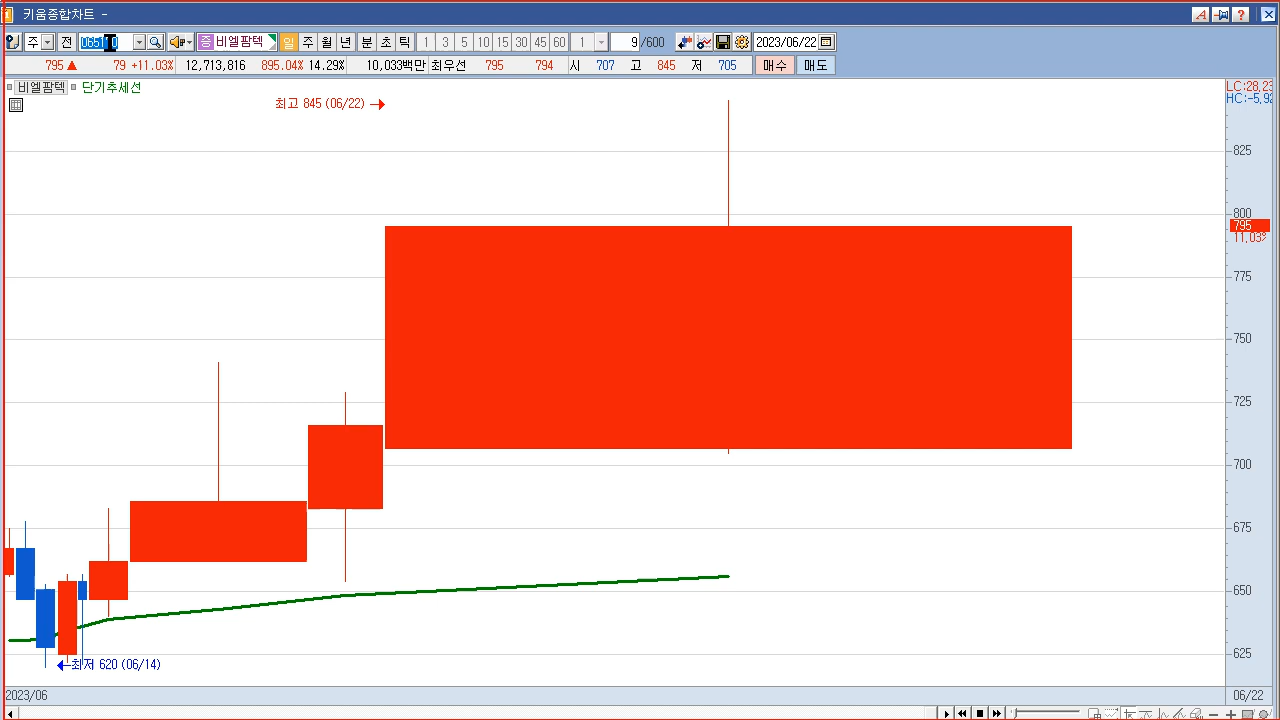 키움종합차트 -
주 전 065170 증 비엘팜텍 일 주 월 년 분 초 틱 1 3 5 10 15 30 45 60 1 9 /600 2023/06/22
795 ▲ 79 +11.03% 12,713,816 895.04% 14.29% 10,033백만 최우선 795 794 시 707 고 845 저 705 매수 매도
비엘팜텍 단기추세선
LC:28,23
HC:-5,92
최고 845 (06/22) →
825
800
795
11,03%
775
750
725
700
675
650
625
←최저 620 (06/14)
2023/06 06/22